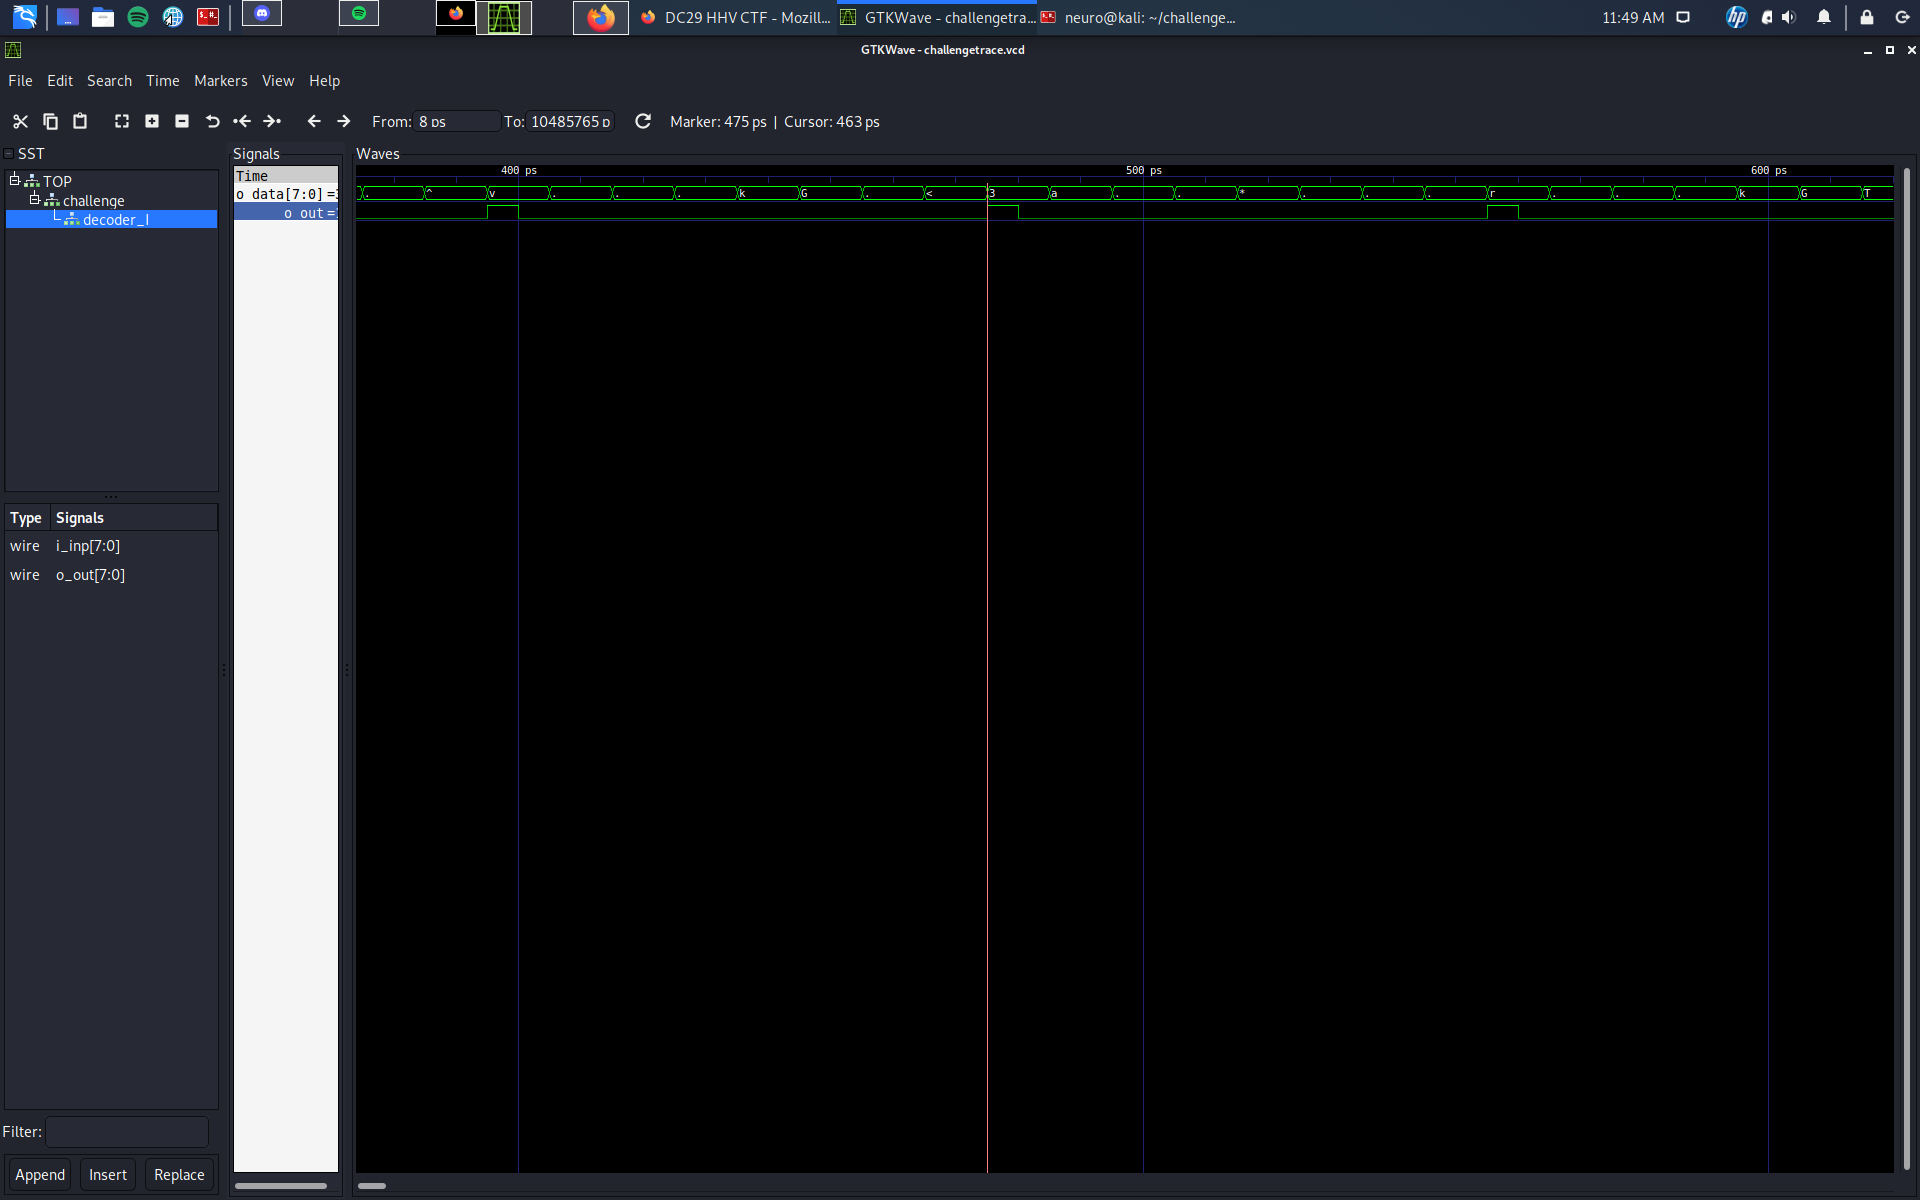 DC29 HHV CTF - Mozill...
GTKWave - challengetra...
neuro@kali: ~/challenge...
11:49 AM
GTKWave - challengetrace.vcd
File Edit Search Time Markers View Help
From: 8 ps To: 10485765 p Marker: 475 ps | Cursor: 463 ps
SST
TOP
challenge
decoder_I
Type Signals
wire i_inp[7:0]
wire o_out[7:0]
Filter:
Append Insert Replace
Signals
Time
o data[7:0] =3
o out =
Waves
400 ps 500 ps 600 ps
. ^ v . . . k G . < 3 a . . * . . . r . . . k G T